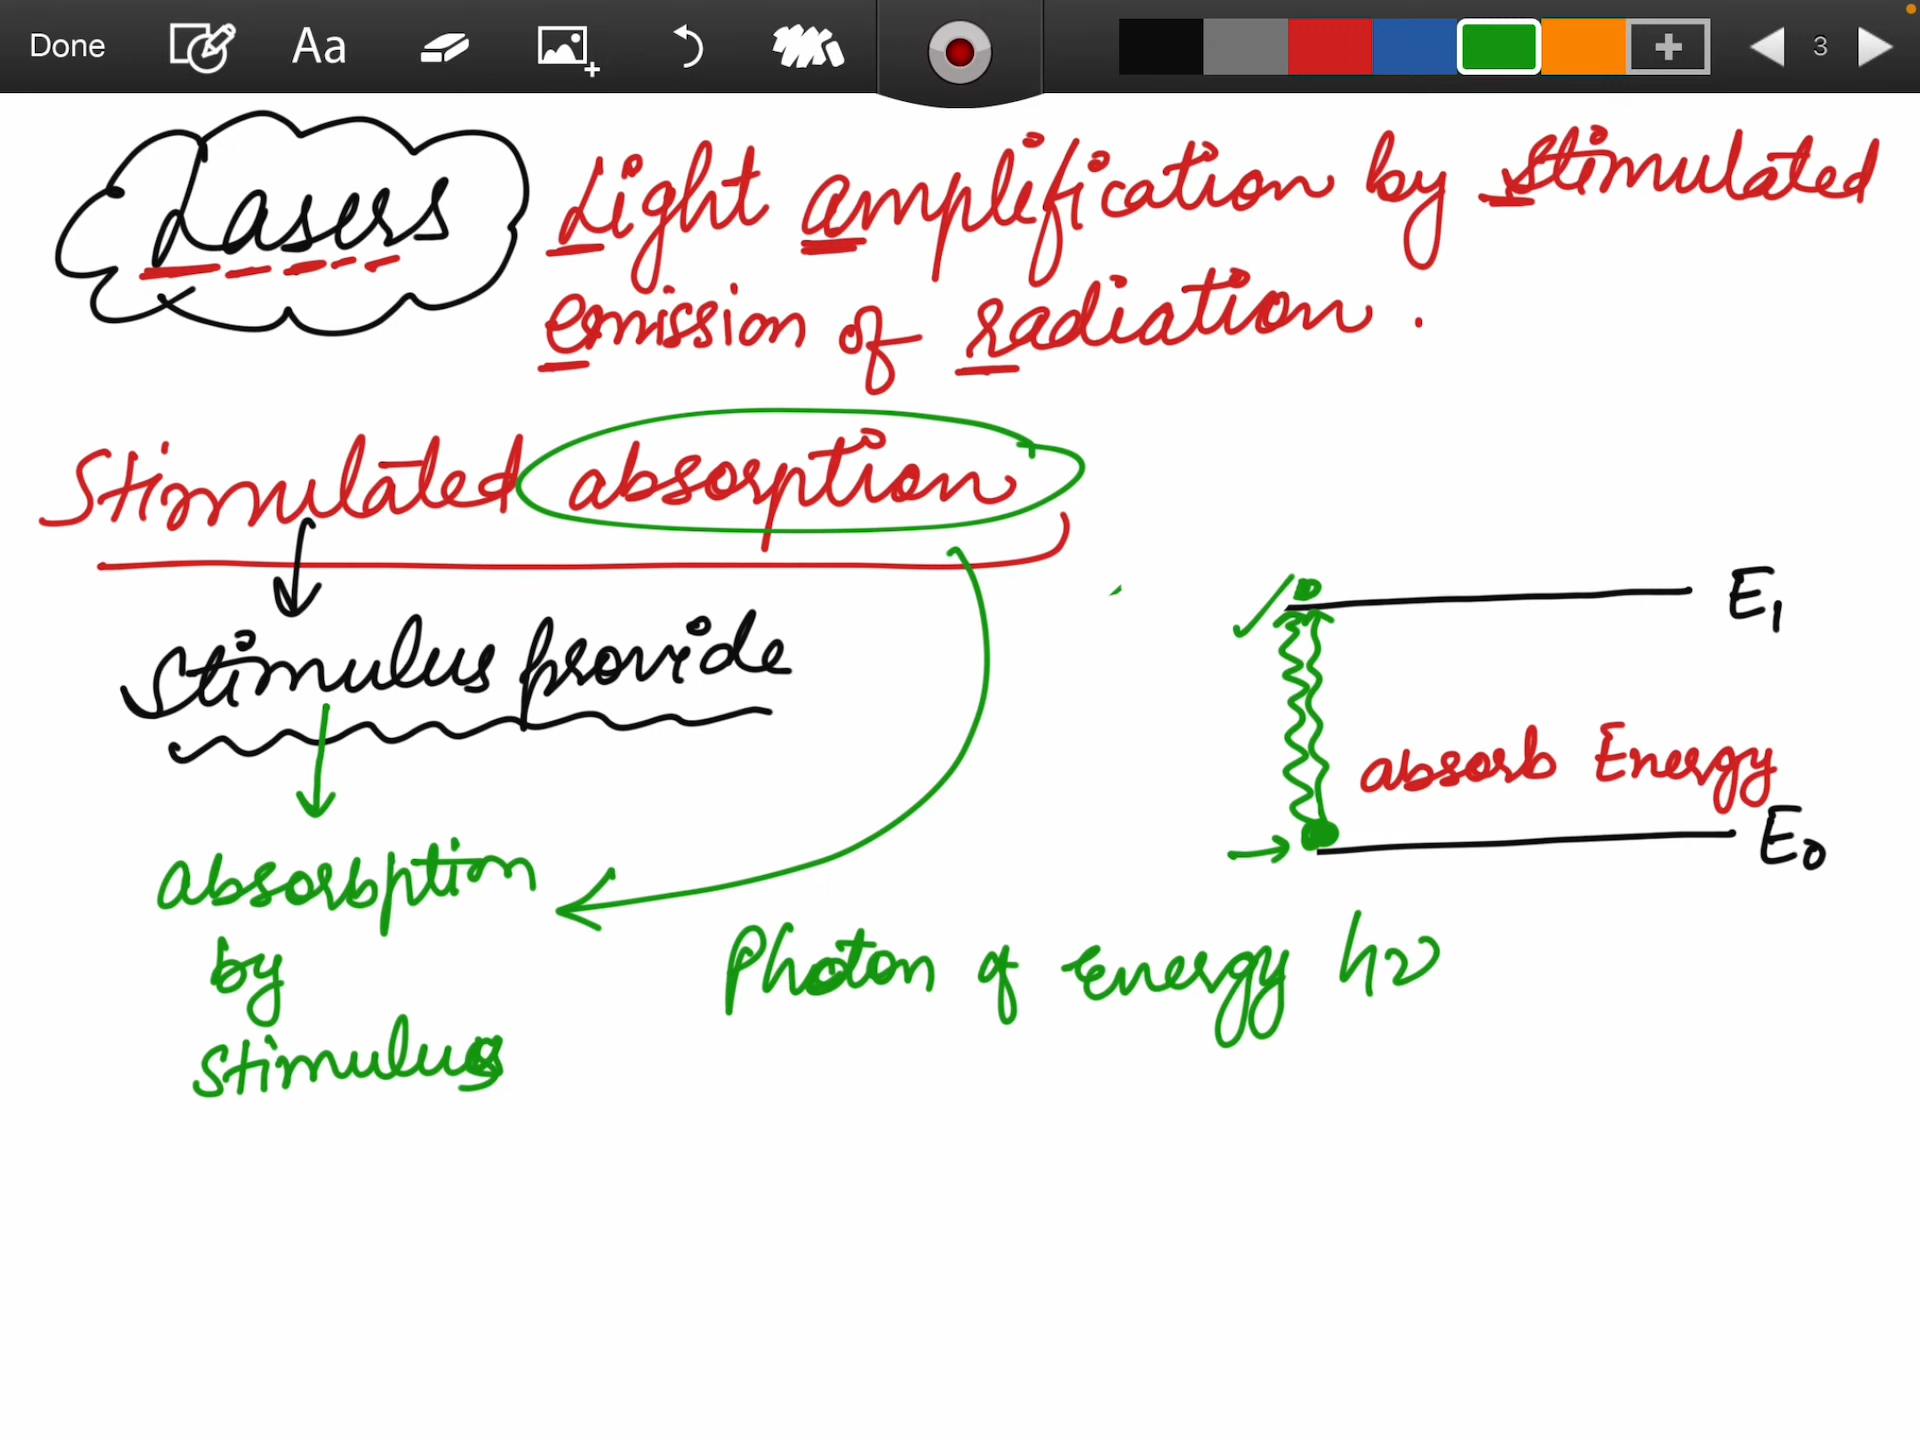 Done
Aa
3
Lasers
Light amplification by stimulated
emission of radiation.
Stimulated absorption
Stimulus provide
absorbption
by
stimulus
E1
absorb Energy
E0
Photon of energy hν